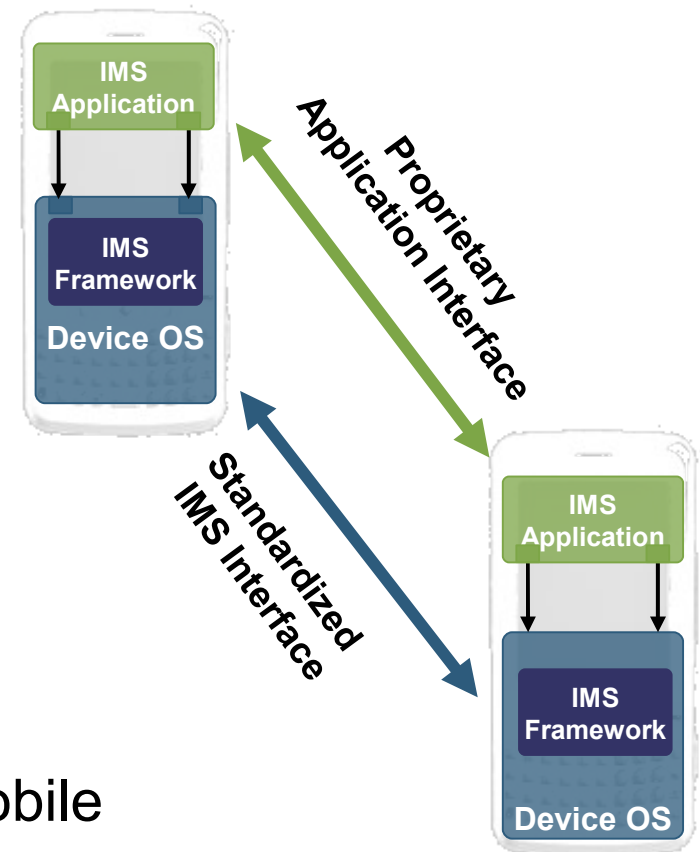 IMS
Application
IMS
Framework
Device OS
Proprietary
Application Interface
Standardized
IMS Interface
IMS
Application
IMS
Framework
Device OS
obile